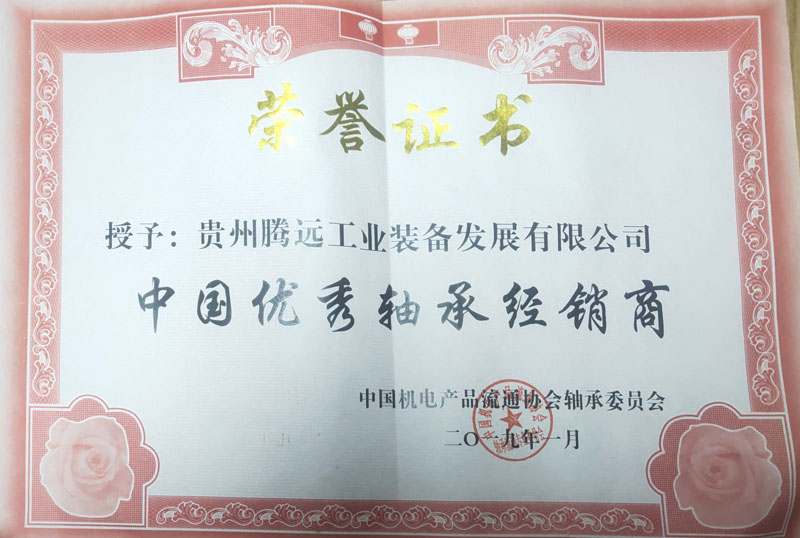 荣誉证书
授予：贵州腾远工业装备发展有限公司
中国优秀轴承经销商
中国机电产品流通协会轴承委员会
二〇一九年一月